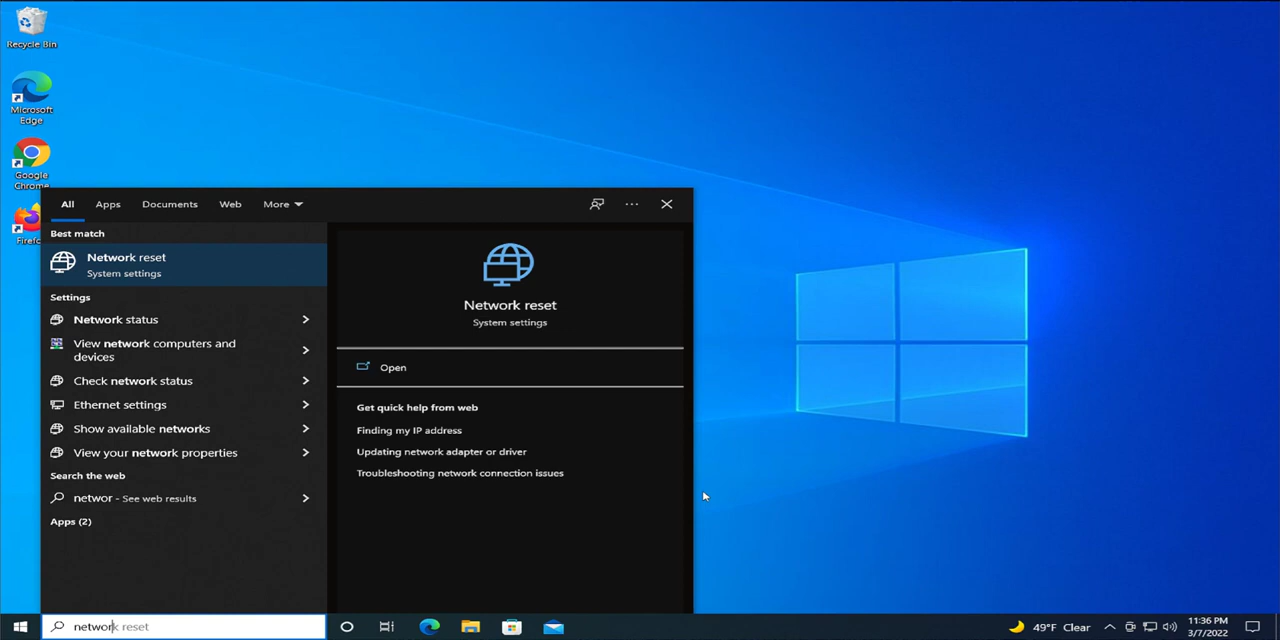 Recycle Bin
Microsoft
Edge
Google
Chrome
Firefo
All
Apps
Documents
Web
More
Best match
Network reset
System settings
Settings
Network status
View network computers and
devices
Check network status
Ethernet settings
Show available networks
View your network properties
Search the web
networ - See web results
Apps (2)
Network reset
System settings
Open
Get quick help from web
Finding my IP address
Updating network adapter or driver
Troubleshooting network connection issues
network reset
49°F Clear
11:36 PM
3/7/2022